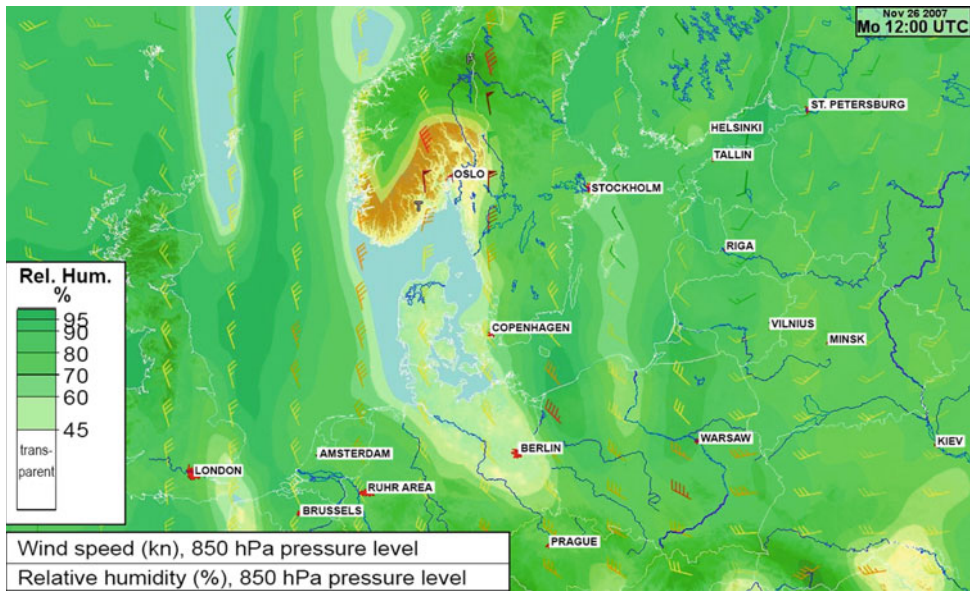 Nov 26 2007
Mo 12:00 UTC
ST. PETERSBURG
HELSINKI
TALLIN
OSLO
STOCKHOLM
T
RIGA
Rel. Hum.
%
95
90
80
70
60
45
trans-
parent
COPENHAGEN
VILNIUS
MINSK
WARSAW
KIEV
BERLIN
AMSTERDAM
LONDON
RUHR AREA
BRUSSELS
PRAGUE
Wind speed (kn), 850 hPa pressure level
Relative humidity (%), 850 hPa pressure level